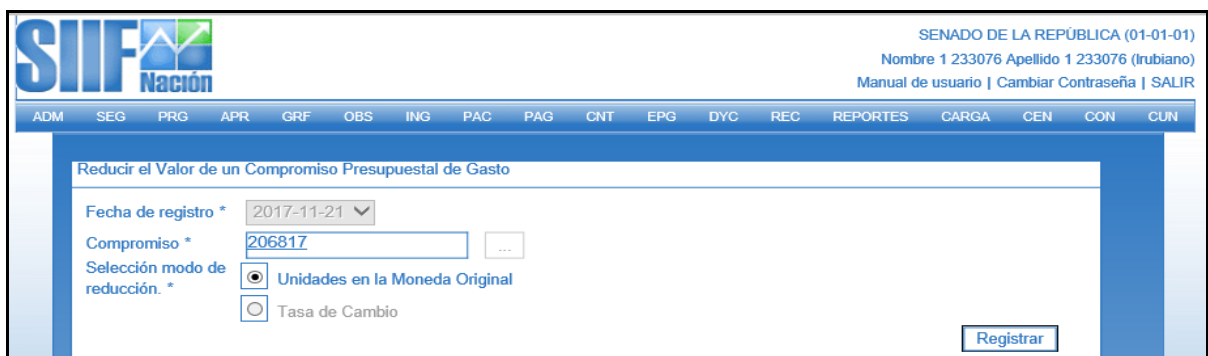 SIIF
Nación
SENADO DE LA REPÚBLICA (01-01-01)
Nombre 1 233076 Apellido 1 233076 (Irubiano)
Manual de usuario | Cambiar Contraseña | SALIR
ADM SEG PRG APR GRF OBS ING PAC PAG CNT EPG DYC REC REPORTES CARGA CEN CON CUN
Reducir el Valor de un Compromiso Presupuestal de Gasto
Fecha de registro * 2017-11-21
Compromiso * 206817 ...
Selección modo de
reducción. *
Unidades en la Moneda Original
Tasa de Cambio
Registrar